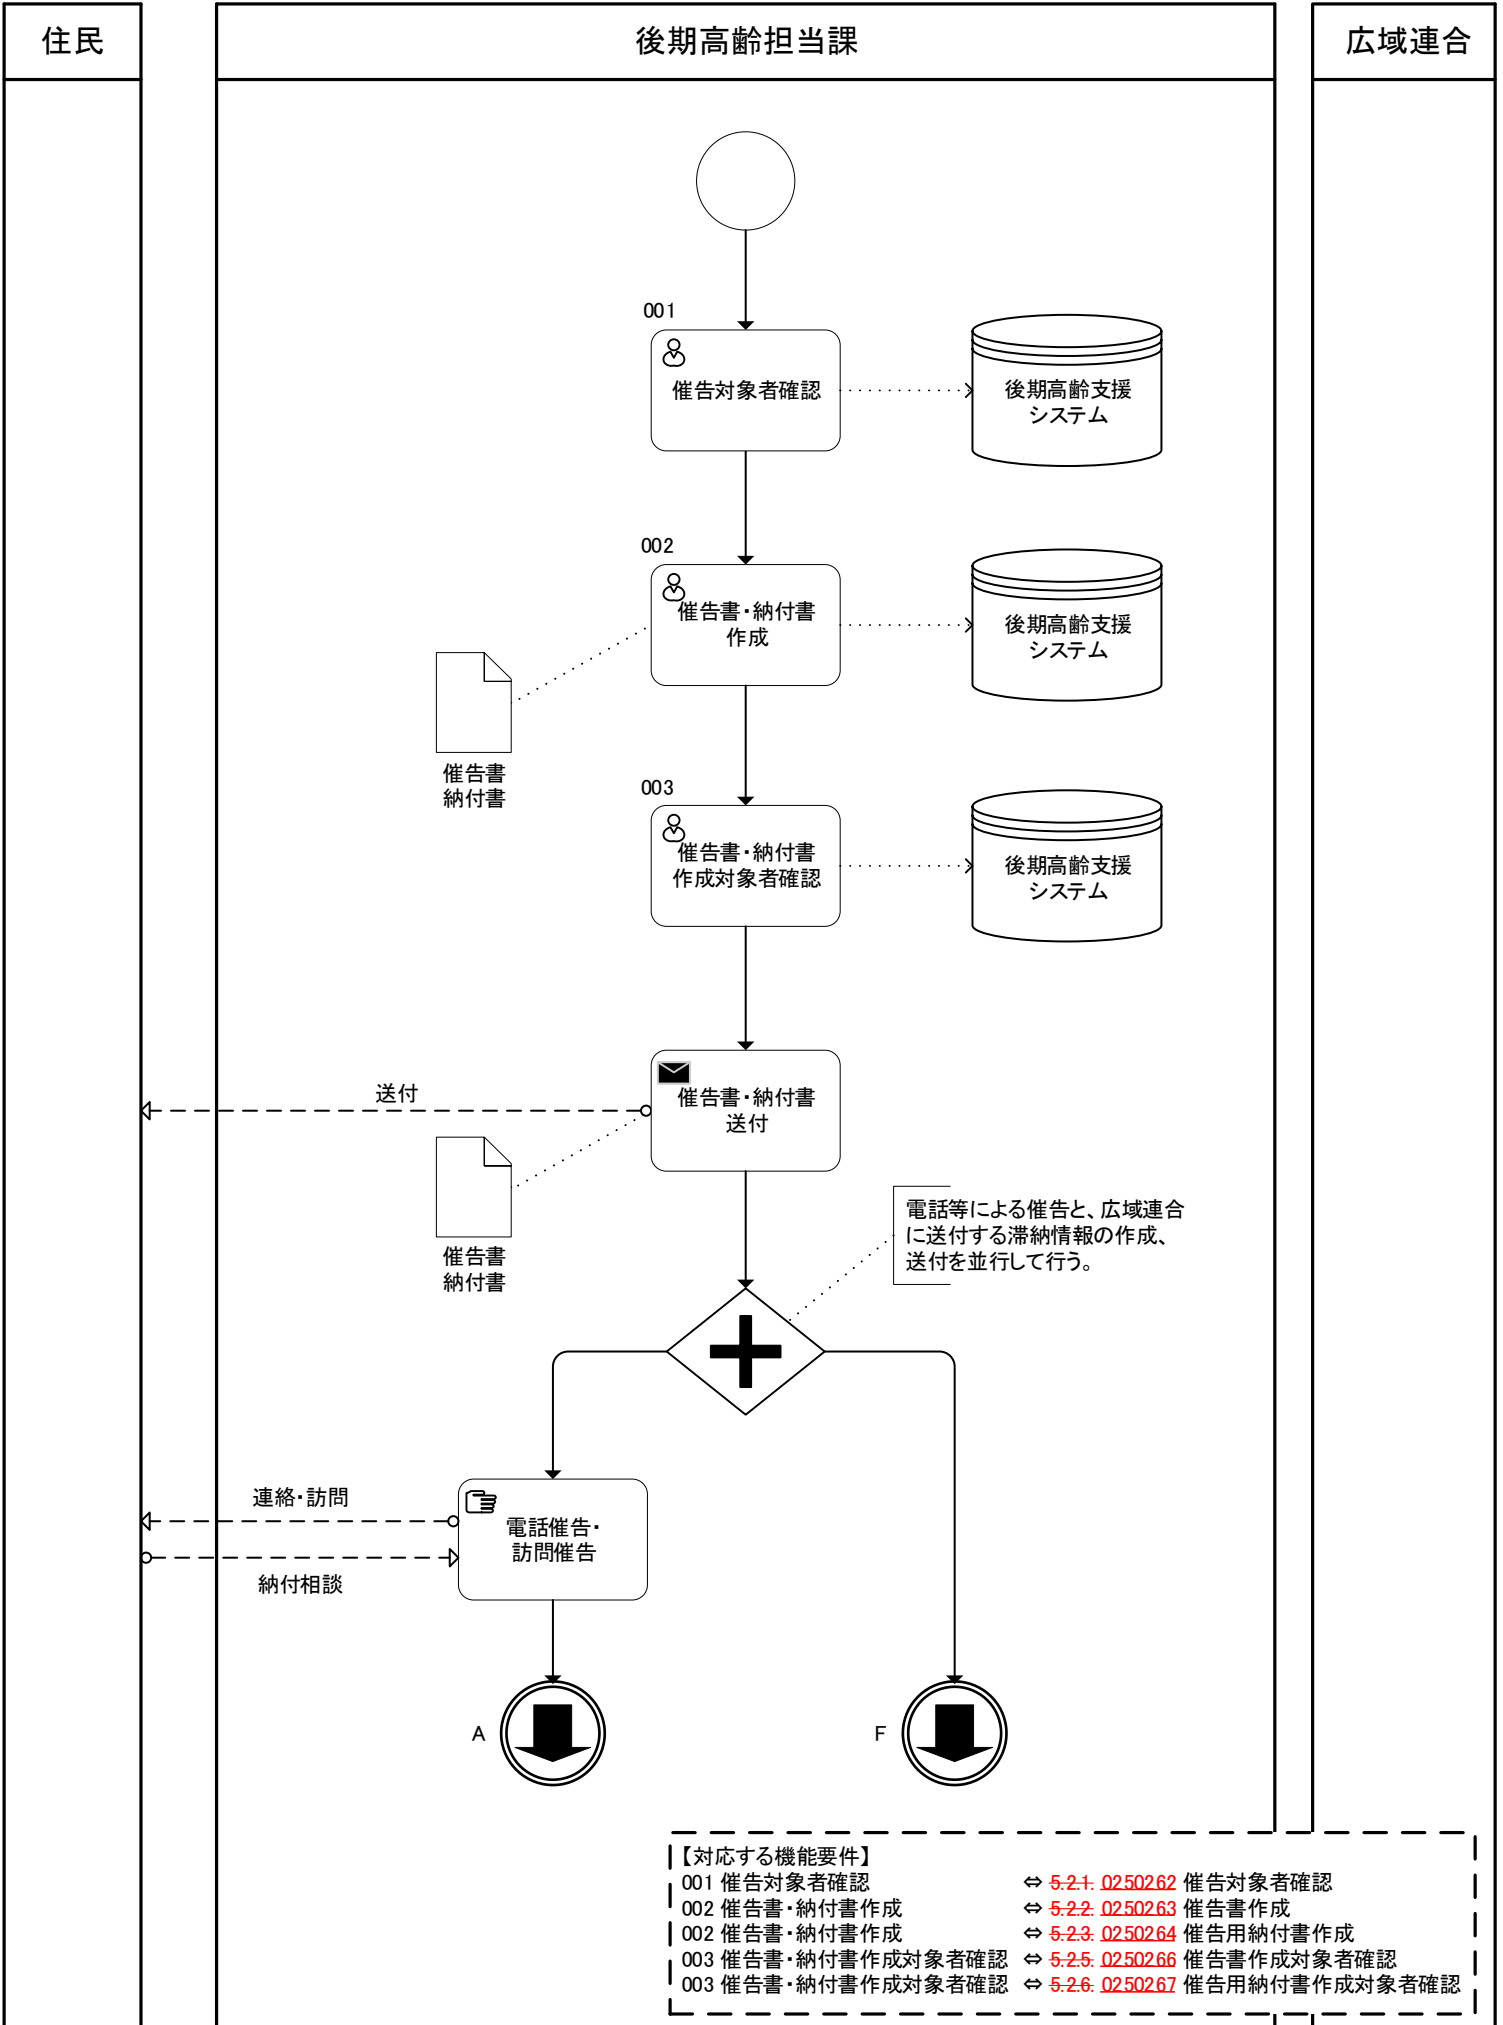 住民
後期高齢担当課
広域連合
001
催告対象者確認
後期高齢支援
システム
002
催告書・納付書
作成
後期高齢支援
システム
催告書
納付書
003
催告書・納付書
作成対象者確認
後期高齢支援
システム
送付
催告書・納付書
送付
催告書
納付書
電話等による催告と、広域連合
に送付する滞納情報の作成、
送付を並行して行う。
連絡・訪問
電話催告・
訪問催告
納付相談
A
F
【対応する機能要件】
001 催告対象者確認 ⇔ 5.2.1. 0250262 催告対象者確認
002 催告書・納付書作成 ⇔ 5.2.2. 0250263 催告書作成
002 催告書・納付書作成 ⇔ 5.2.3. 0250264 催告用納付書作成
003 催告書・納付書作成対象者確認 ⇔ 5.2.5. 0250266 催告書作成対象者確認
003 催告書・納付書作成対象者確認 ⇔ 5.2.6. 0250267 催告用納付書作成対象者確認